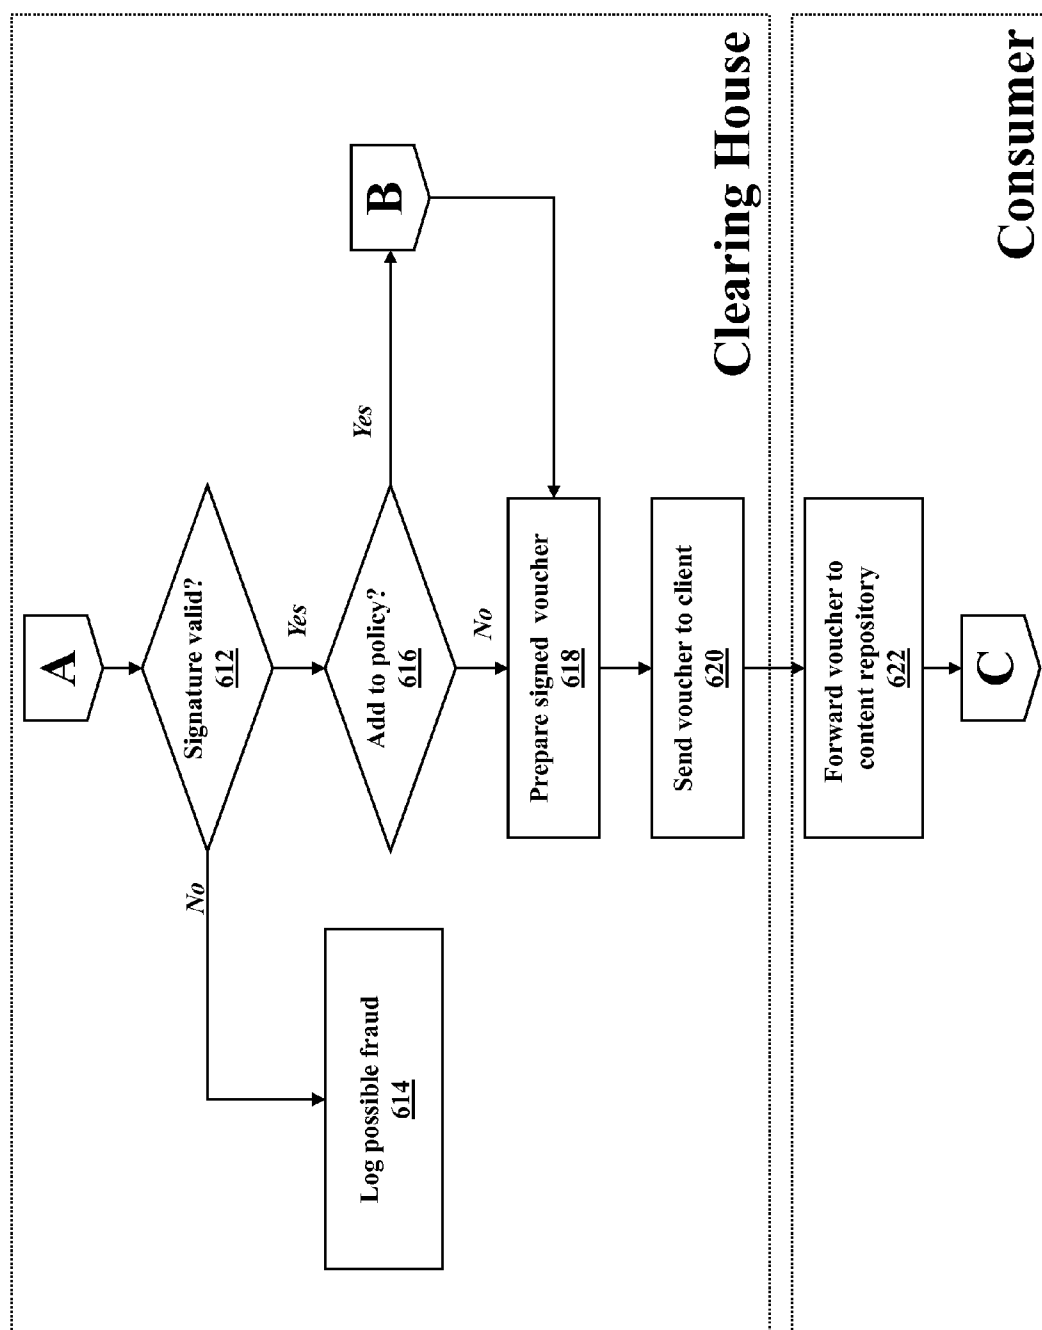 A
Signature valid?
612
No
Yes
Log possible fraud
614
Add to policy?
616
Yes
B
No
Prepare signed voucher
618
Send voucher to client
620
Clearing House
Forward voucher to
content repository
622
C
Consumer